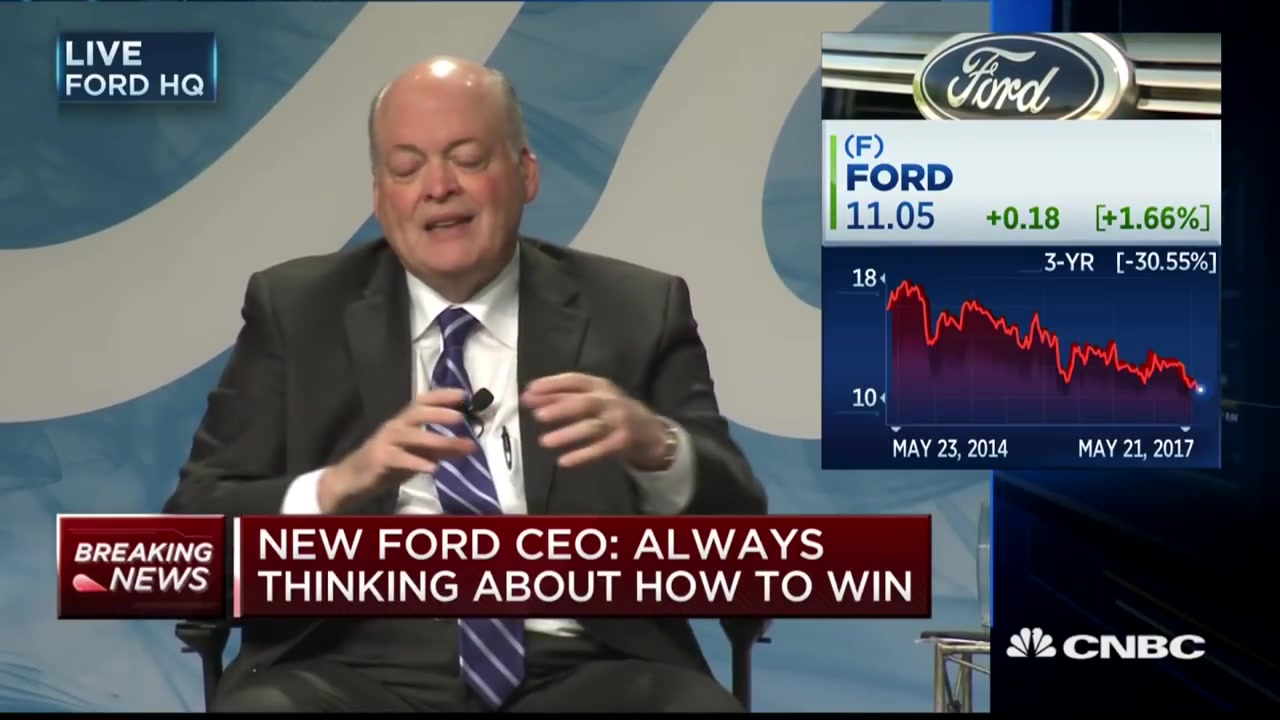 LIVE
FORD HQ
Ford
(F)
FORD
11.05 +0.18 [+1.66%]
3-YR [-30.55%]
18
10
MAY 23, 2014 MAY 21, 2017
BREAKING
NEWS
NEW FORD CEO: ALWAYS
THINKING ABOUT HOW TO WIN
CNBC